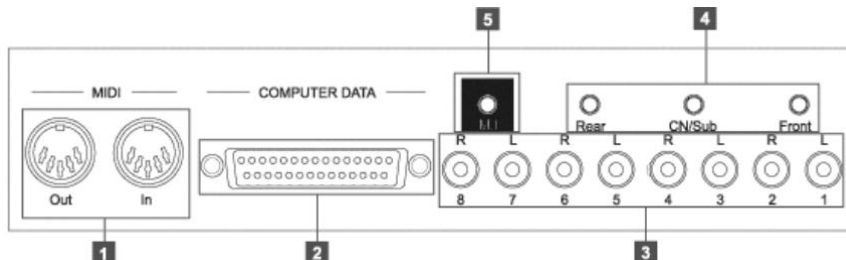 5
4
MIDI
COMPUTER DATA
Rear
CN/Sub
Front
R L R L R L R L
Out
In
8 7 6 5 4 3 2 1
1
2
3